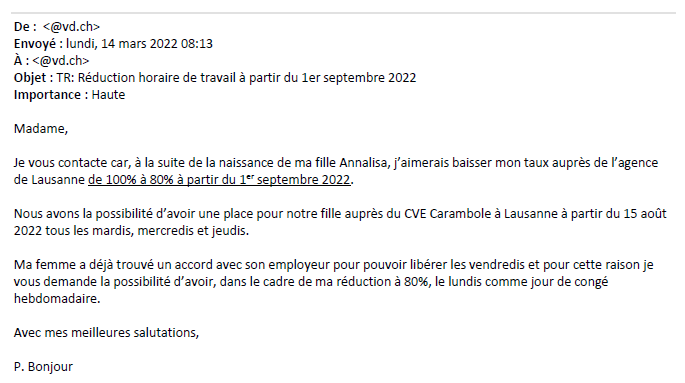 De :  <@vd.ch>
Envoyé : lundi, 14 mars 2022 08:13
À : <@vd.ch>
Objet : TR: Réduction horaire de travail à partir du 1er septembre 2022
Importance : Haute
Madame,
Je vous contacte car, à la suite de la naissance de ma fille Annalisa, j’aimerais baisser mon taux auprès de l’agence
de Lausanne de 100% à 80% à partir du 1er septembre 2022.
Nous avons la possibilité d’avoir une place pour notre fille auprès du CVE Carambole à Lausanne à partir du 15 août
2022 tous les mardis, mercredis et jeudis.
Ma femme a déjà trouvé un accord avec son employeur pour pouvoir libérer les vendredis et pour cette raison je
vous demande la possibilité d’avoir, dans le cadre de ma réduction à 80%, le lundis comme jour de congé
hebdomadaire.
Avec mes meilleures salutations,
P. Bonjour